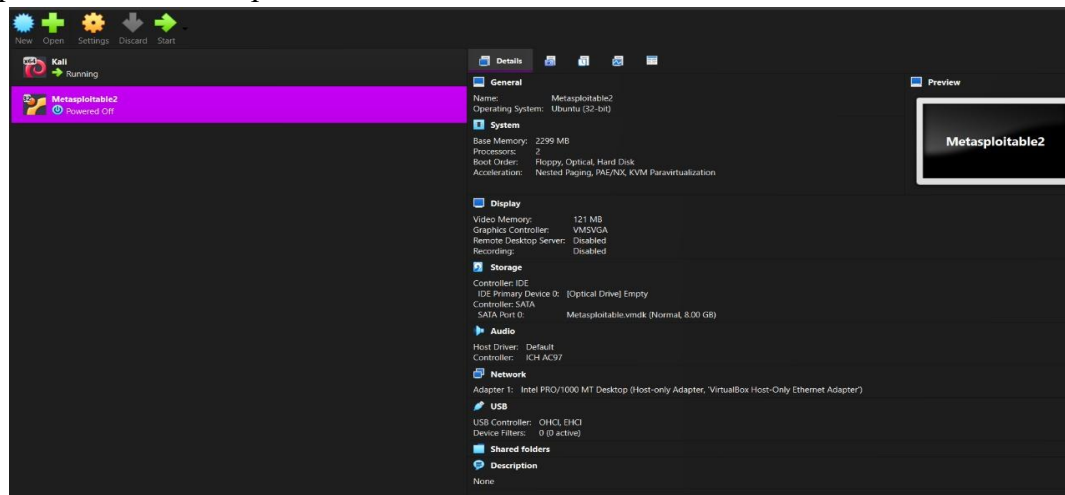 New Open Settings Discard Start
Kali
Running
Metasploitable2
Powered Off
Details
General
Name: Metasploitable2
Operating System: Ubuntu (32-bit)
System
Base Memory: 2299 MB
Processors: 2
Boot Order: Floppy, Optical, Hard Disk
Acceleration: Nested Paging, PAE/NX, KVM Paravirtualization
Preview
Metasploitable2
Display
Video Memory: 121 MB
Graphics Controller: VMSVGA
Remote Desktop Server: Disabled
Recording: Disabled
Storage
Controller: IDE
IDE Primary Device 0: [Optical Drive] Empty
Controller: SATA
SATA Port 0: Metasploitable.vmdk (Normal, 8.00 GB)
Audio
Host Driver: Default
Controller: ICH AC97
Network
Adapter 1: Intel PRO/1000 MT Desktop (Host-only Adapter, 'VirtualBox Host-Only Ethernet Adapter')
USB
USB Controller: OHCI, EHCI
Device Filters: 0 (0 active)
Shared folders
Description
None